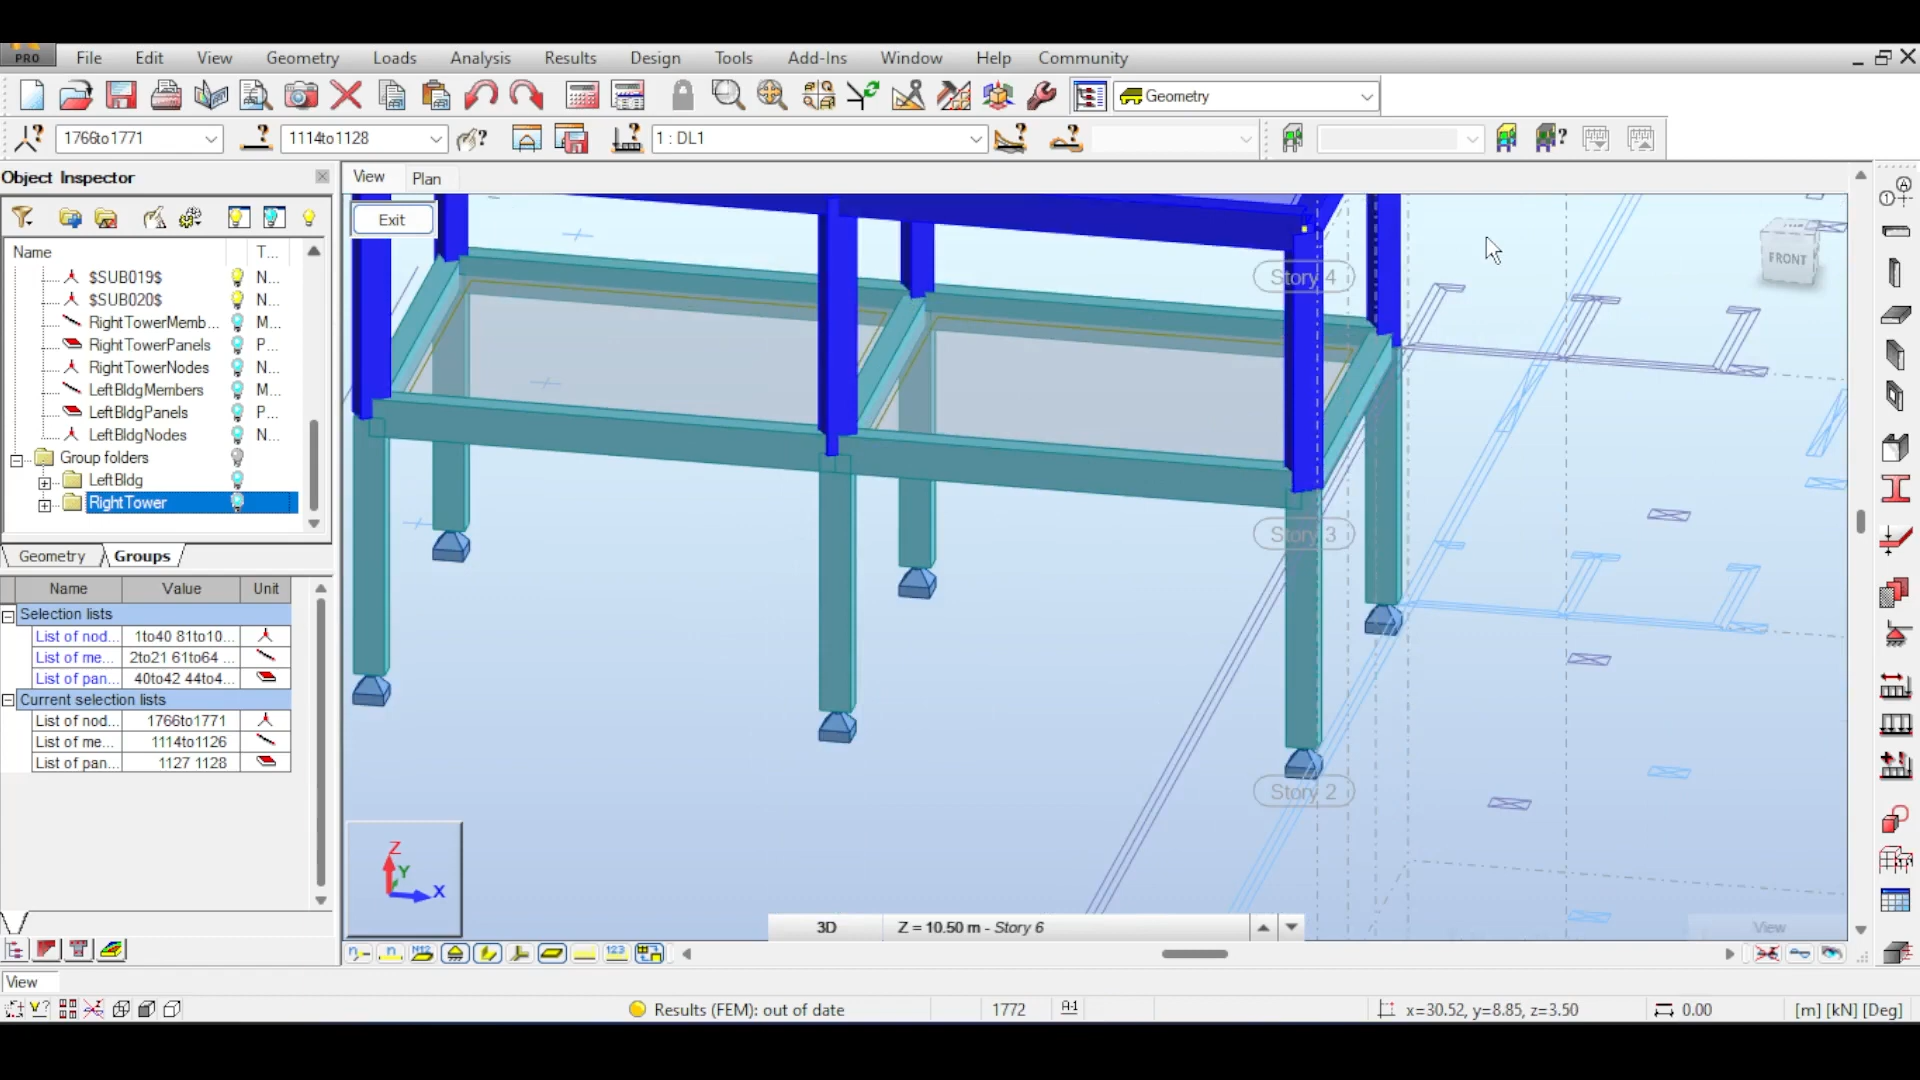 PRO File Edit View Geometry Loads Analysis Results Design Tools Add-Ins Window Help Community
Geometry
1766to1771 1114to1128 1 : DL1
Object Inspector
View Plan
Exit
Name T...
$SUB019$ N...
$SUB020$ N...
RightTowerMemb... M...
RightTowerPanels P...
RightTowerNodes N...
LeftBldgMembers M...
LeftBldgPanels P...
LeftBldgNodes N...
Group folders
LeftBldg
RightTower
Geometry Groups
Name Value Unit
Selection lists
List of nod... 1to40 81to10...
List of me... 2to21 61to64 ...
List of pan... 40to42 44to4...
Current selection lists
List of nod... 1766to1771
List of me... 1114to1126
List of pan... 1127 1128
FRONT
Story 4
Story 3
Story 2
Z
Y
X
3D Z = 10.50 m - Story 6
View
View
Results (FEM): out of date 1772 x=30.52, y=8.85, z=3.50 0.00 [m] [kN] [Deg]